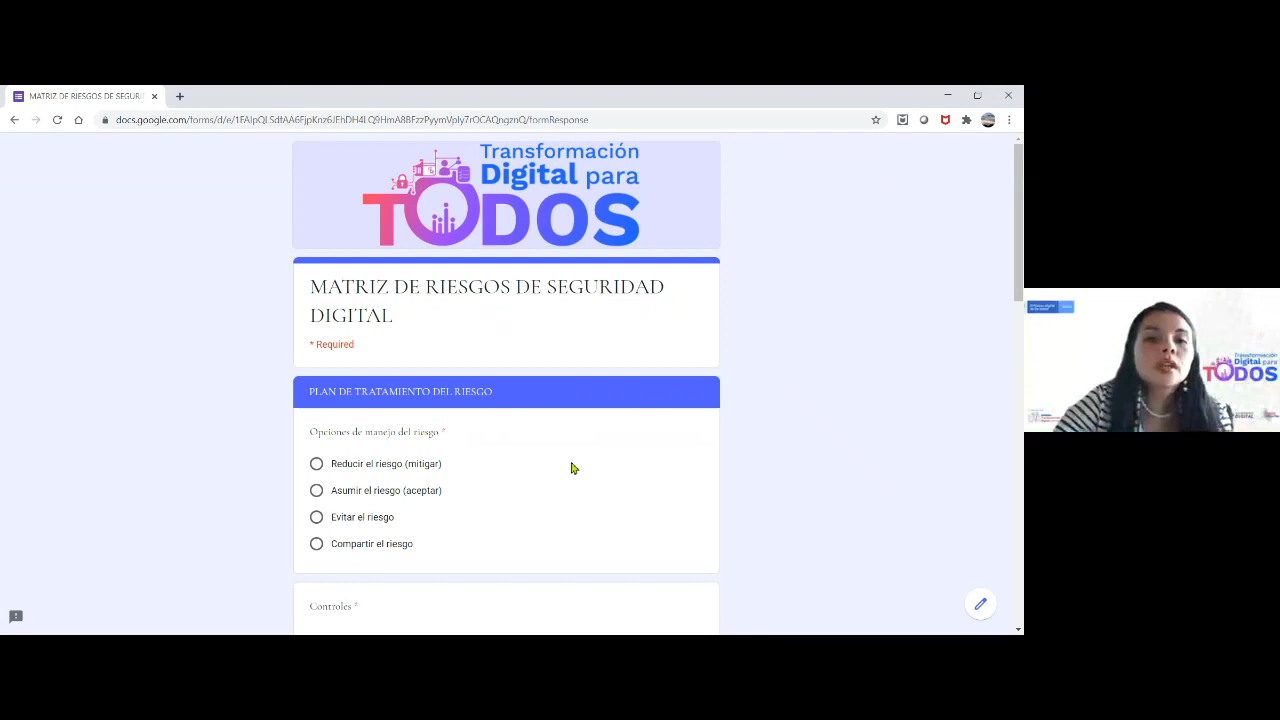 MATRIZ DE RIESGOS DE SEGURI
docs.google.com/forms/d/e/1FAIpQLSdfAA6FjpKnz6JEhDH4LQ9HmA8BFzzPyymVply7rOCAQngznQ/formResponse
Transformación
Digital para
TODOS
MATRIZ DE RIESGOS DE SEGURIDAD
DIGITAL
* Required
PLAN DE TRATAMIENTO DEL RIESGO
Opciones de manejo del riesgo *
Reducir el riesgo (mitigar)
Asumir el riesgo (aceptar)
Evitar el riesgo
Compartir el riesgo
Controles *
Transformación
Digital para
TODOS